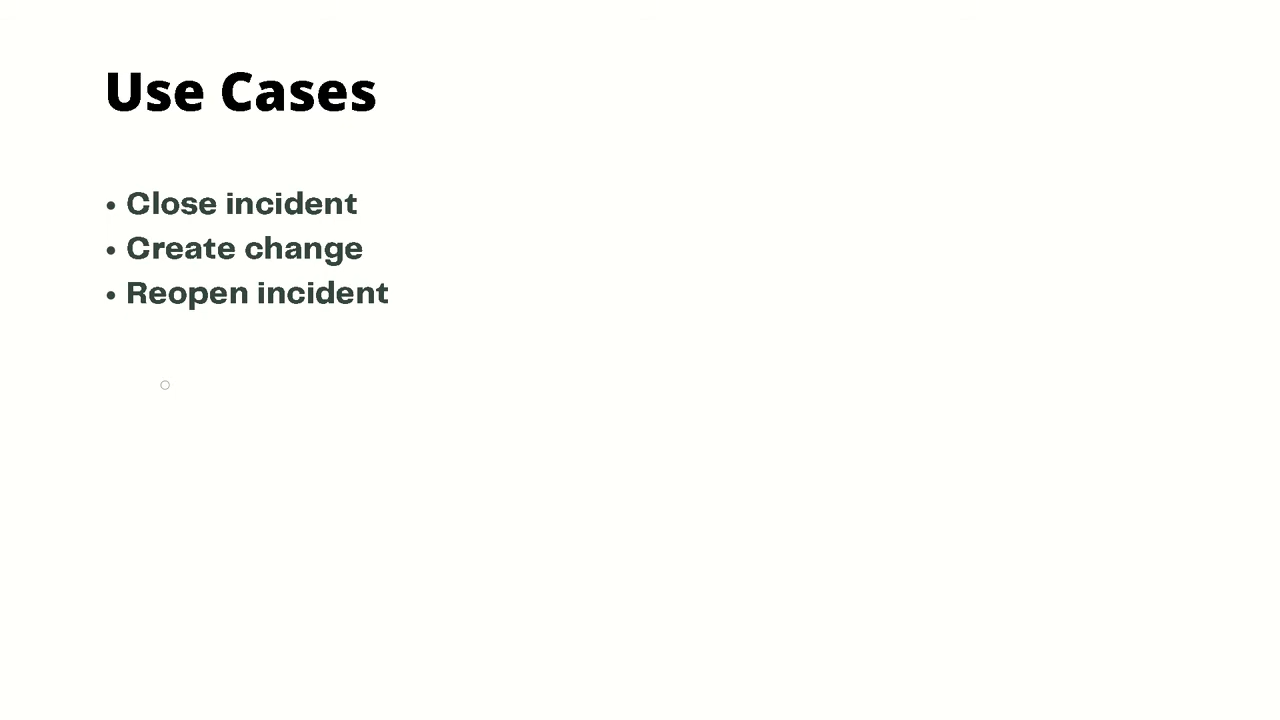 Use Cases
• Close incident
• Create change
• Reopen incident